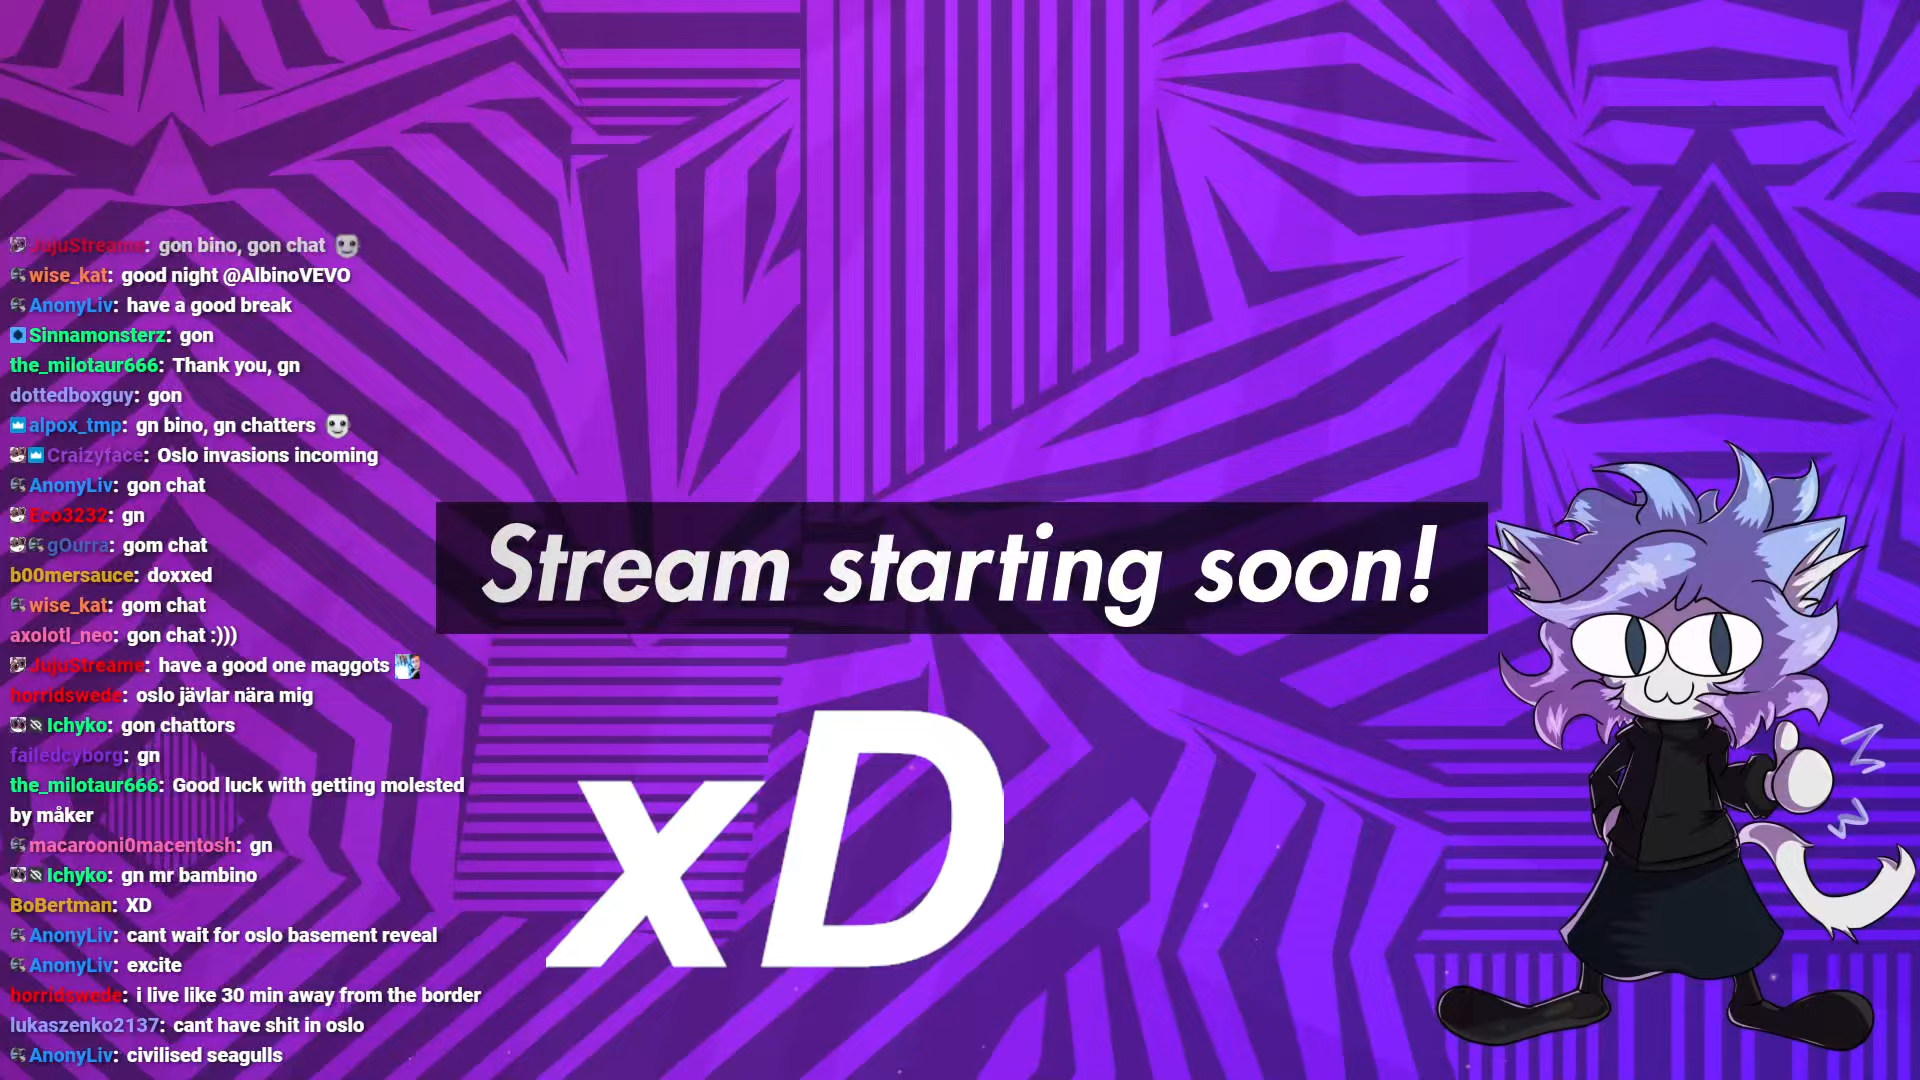 JujuStreame: gon bino, gon chat
wise_kat: good night @AlbinoVEVO
AnonyLiv: have a good break
Sinnamonsterz: gon
the_milotaur666: Thank you, gn
dottedboxguy: gon
alpox_tmp: gn bino, gn chatters
Craizyface: Oslo invasions incoming
AnonyLiv: gon chat
Eco3232: gn
gOurra: gom chat
b00mersauce: doxxed
wise_kat: gom chat
axolotl_neo: gon chat :)))
JujuStreame: have a good one maggots
horridswede: oslo jävlar nära mig
Ichyko: gon chattors
failedcyborg: gn
the_milotaur666: Good luck with getting molested
by måker
macarooni0macentosh: gn
Ichyko: gn mr bambino
BoBertman: XD
AnonyLiv: cant wait for oslo basement reveal
AnonyLiv: excite
horridswede: i live like 30 min away from the border
lukaszenko2137: cant have shit in oslo
AnonyLiv: civilised seagulls
Stream starting soon!
xD